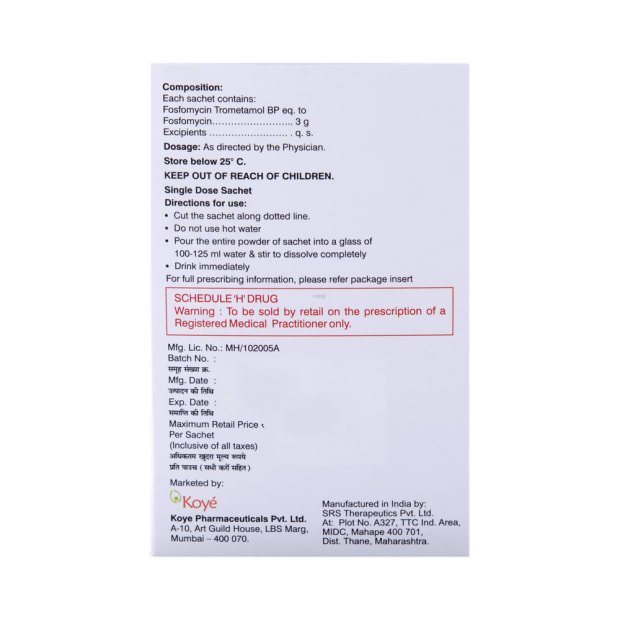 Composition:
Each sachet contains:
Fosfomycin Trometamol BP eq. to
Fosfomycin........................... 3 g
Excipients .......................... . q. s.
Dosage: As directed by the Physician.
Store below 25° C.
KEEP OUT OF REACH OF CHILDREN.
Single Dose Sachet
Directions for use:
• Cut the sachet along dotted line.
• Do not use hot water
• Pour the entire powder of sachet into a glass of
100-125 ml water & stir to dissolve completely
• Drink immediately
For full prescribing information, please refer package insert
SCHEDULE 'H' DRUG
Warning : To be sold by retail on the prescription of a
Registered Medical Practitioner only.
Mfg. Lic. No.: MH/102005A
Batch No. :
समूह संख्या क्र.
Mfg. Date :
उत्पादन की तिथि
Exp. Date :
समाप्ति की तिथि
Maximum Retail Price
Per Sachet
(Inclusive of all taxes)
अधिकतम खुदरा मूल्य रूपये
प्रति पाउच ( सभी करों सहित )
Marketed by:
Koyé
Koye Pharmaceuticals Pvt. Ltd.
A-10, Art Guild House, LBS Marg,
Mumbai – 400 070.
Manufactured in India by:
SRS Therapeutics Pvt. Ltd.
At: Plot No. A327, TTC Ind. Area,
MIDC, Mahape 400 701,
Dist. Thane, Maharashtra.